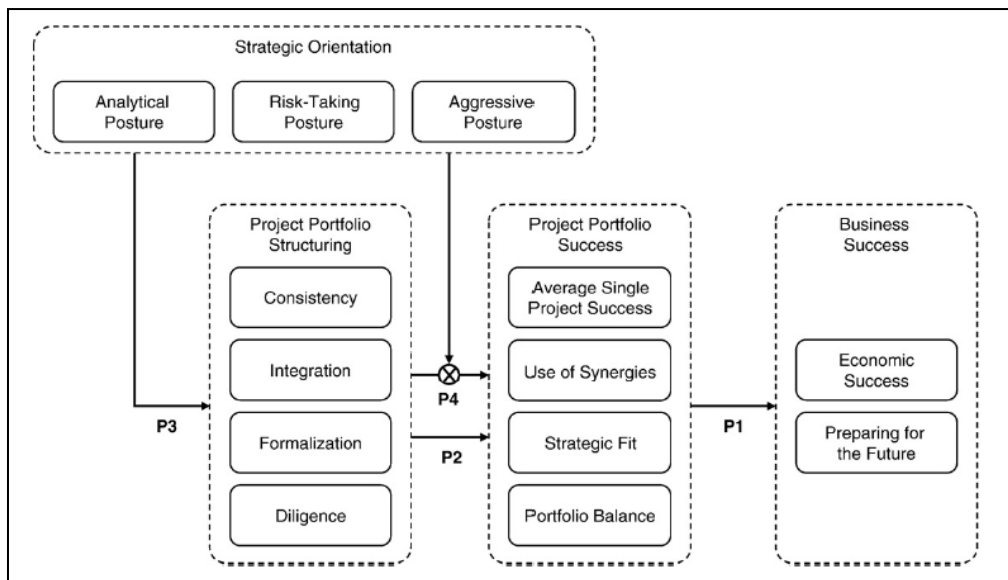 Strategic Orientation
Analytical
Posture
Risk-Taking
Posture
Aggressive
Posture
Project Portfolio
Structuring
Consistency
Integration
Formalization
Diligence
Project Portfolio
Success
Average Single
Project Success
Use of Synergies
Strategic Fit
Portfolio Balance
Business
Success
Economic
Success
Preparing for
the Future
P3
P4
P2
P1